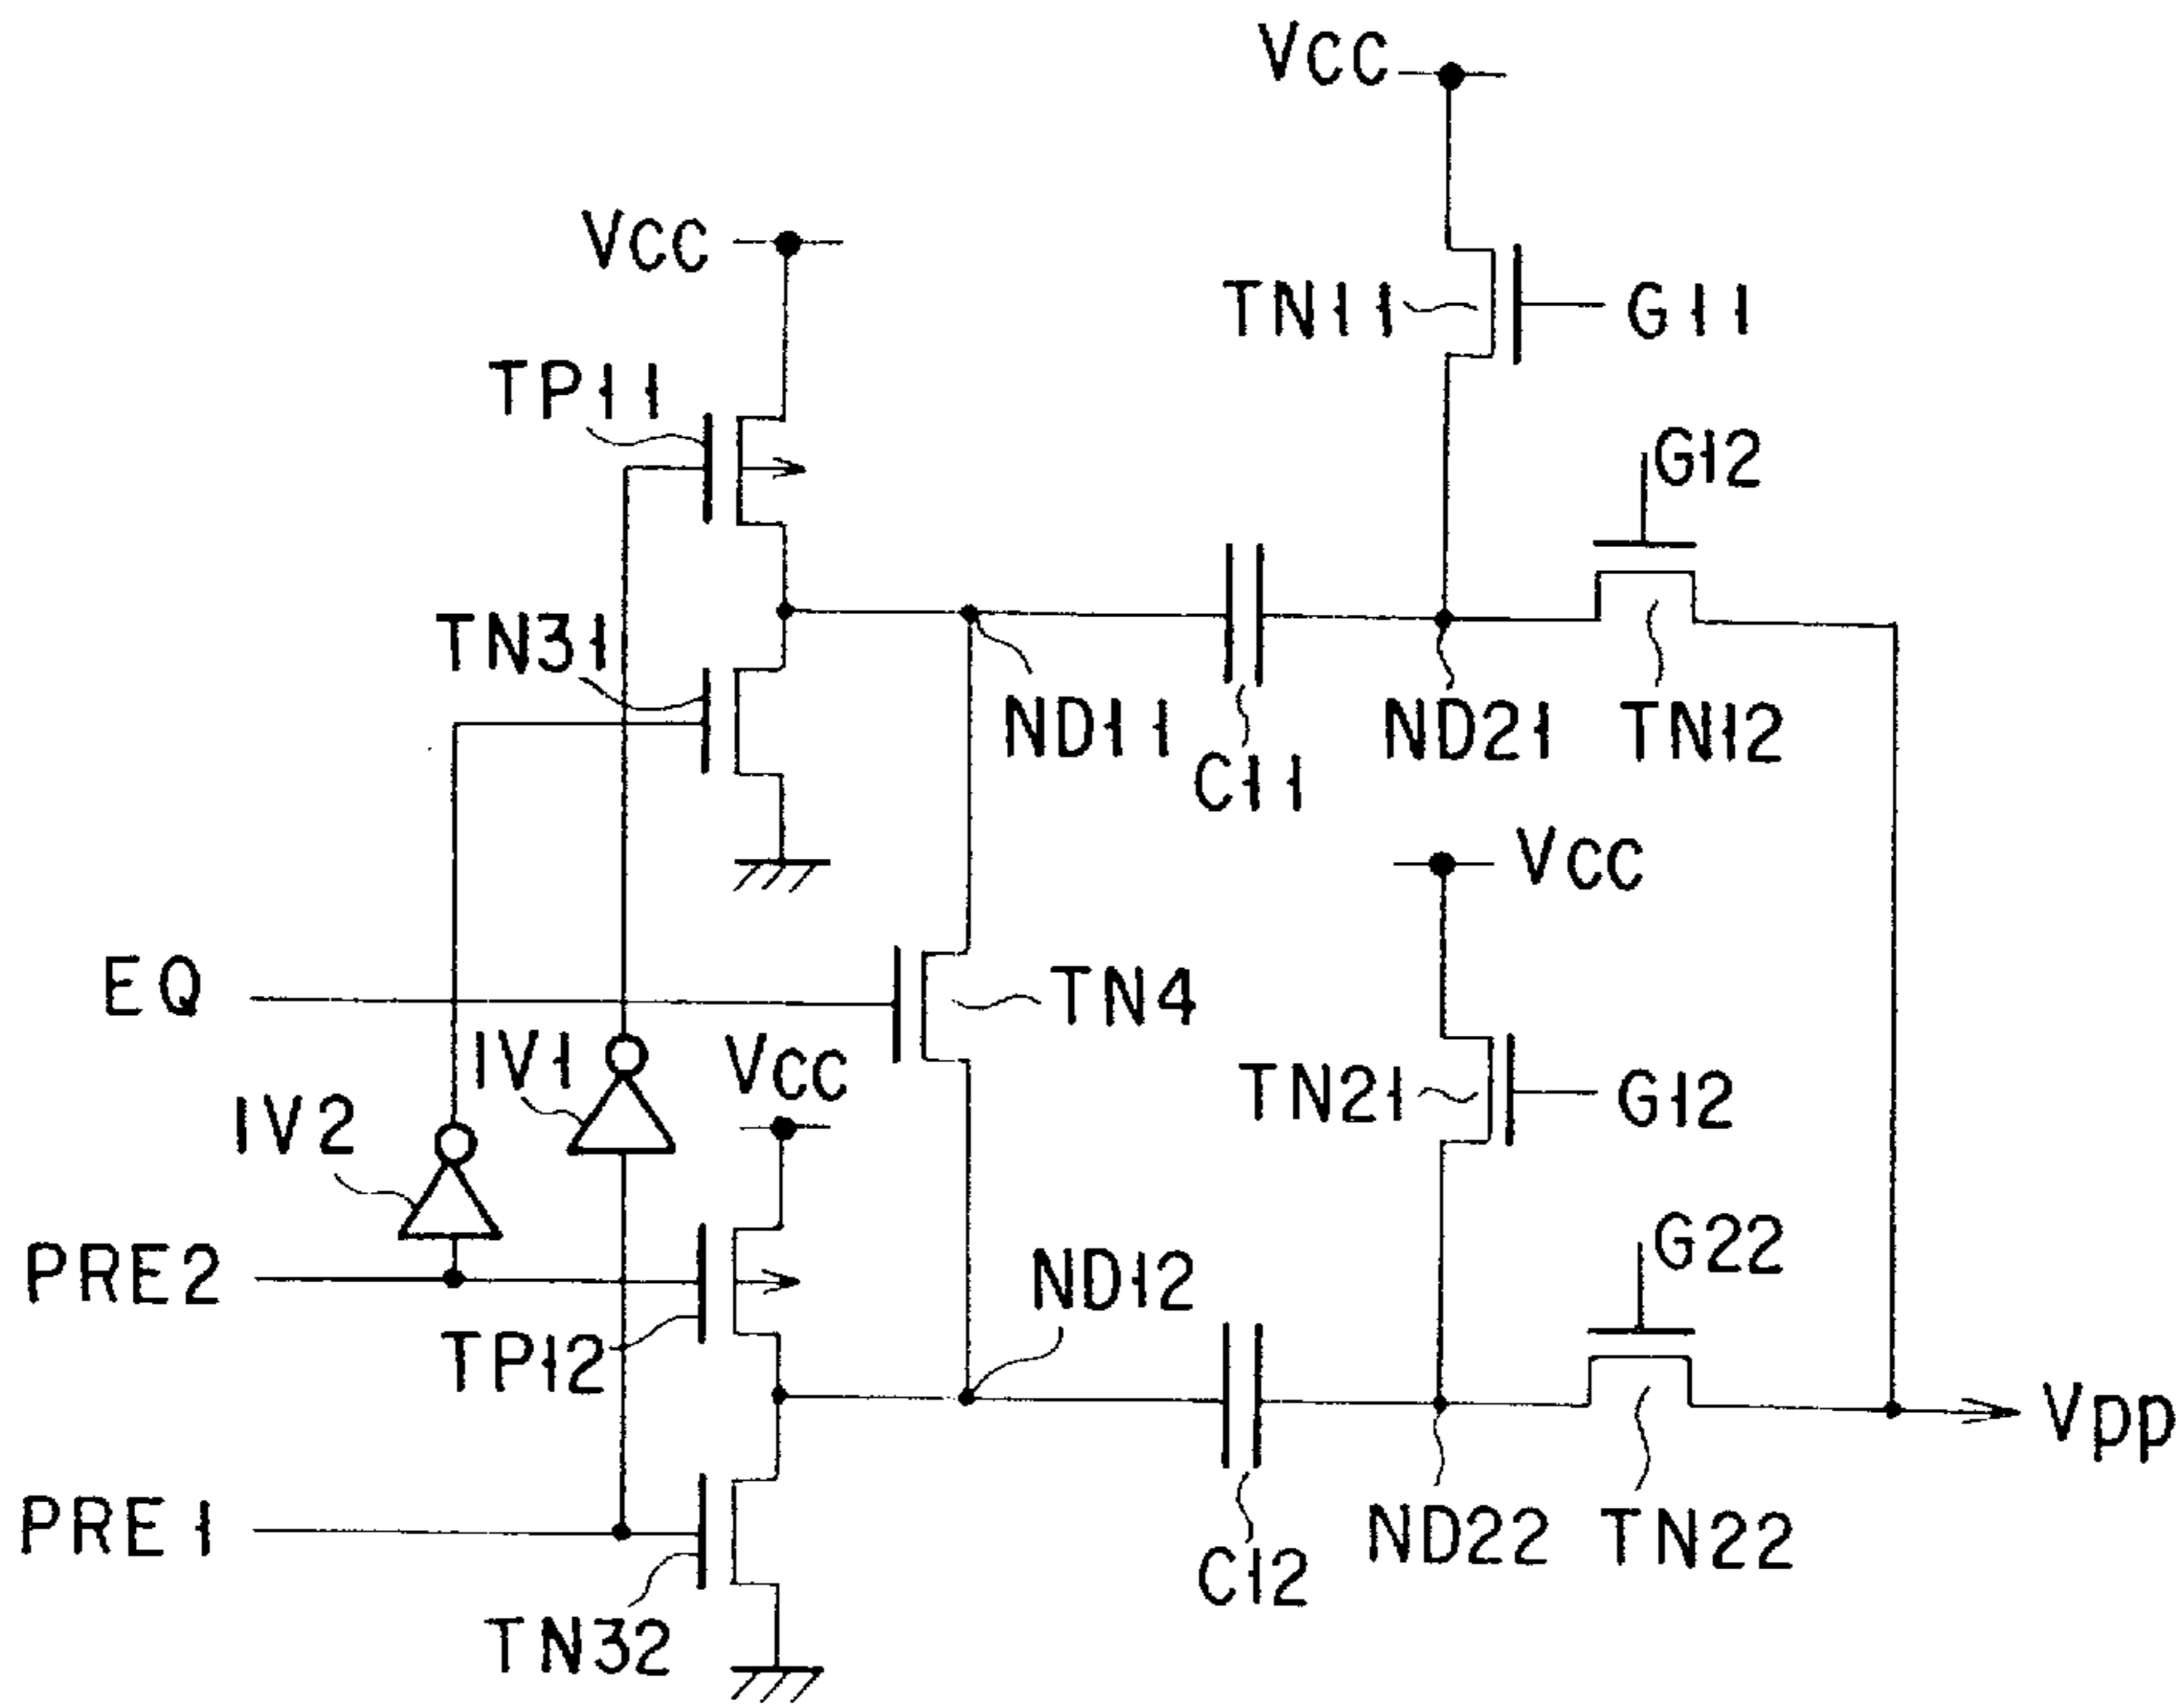 VCC
VCC
TN11
G11
TP11
G12
TN31
ND11
ND21
TN12
C11
VCC
EQ
TN4
IV1
VCC
TN21
G12
IV2
G22
PRE2
ND12
TP12
VPP
PRE1
ND22
TN22
C12
TN32